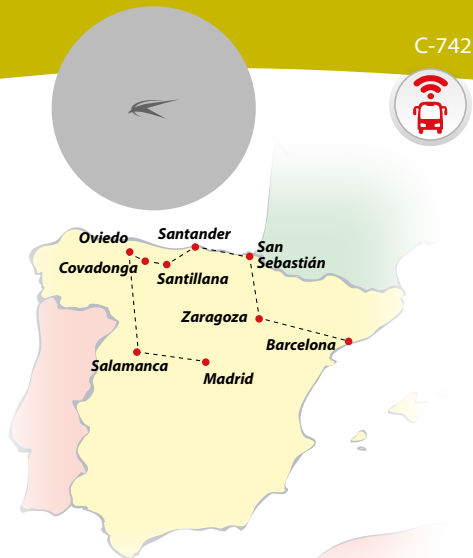 C-742
Oviedo
Santander
San
Sebastián
Covadonga
Santillana
Zaragoza
Barcelona
Salamanca
Madrid